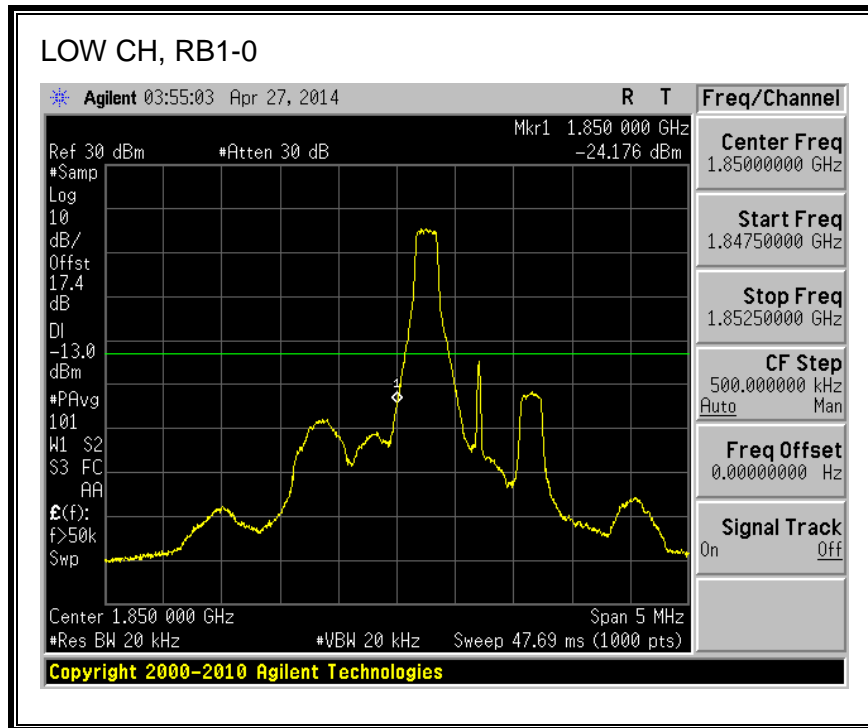 LOW CH, RB1-0
Agilent 03:55:03 Apr 27, 2014 R T
Mkr1 1.850 000 GHz
Ref 30 dBm #Atten 30 dB -24.176 dBm
#Samp
Log
10
dB/
Offst
17.4
dB
DI
-13.0
dBm
#PAvg
101
W1 S2
S3 FC
AA
£(f):
f>50k
Swp
1
Center 1.850 000 GHz Span 5 MHz
#Res BW 20 kHz #VBW 20 kHz Sweep 47.69 ms (1000 pts)
Copyright 2000-2010 Agilent Technologies
Freq/Channel
Center Freq
1.85000000 GHz
Start Freq
1.84750000 GHz
Stop Freq
1.85250000 GHz
CF Step
500.000000 kHz
Auto Man
Freq Offset
0.00000000 Hz
Signal Track
On Off